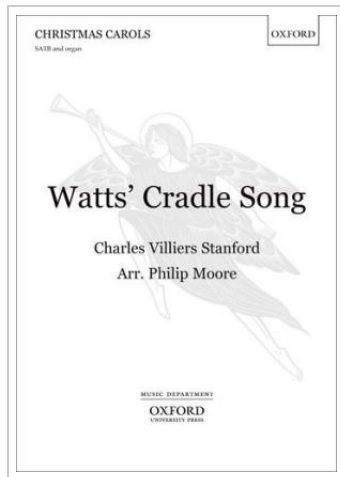 CHRISTMAS CAROLS
OXFORD
SATB and organ
Watts' Cradle Song
Charles Villiers Stanford
Arr. Philip Moore
MUSIC DEPARTMENT
OXFORD
UNIVERSITY PRESS